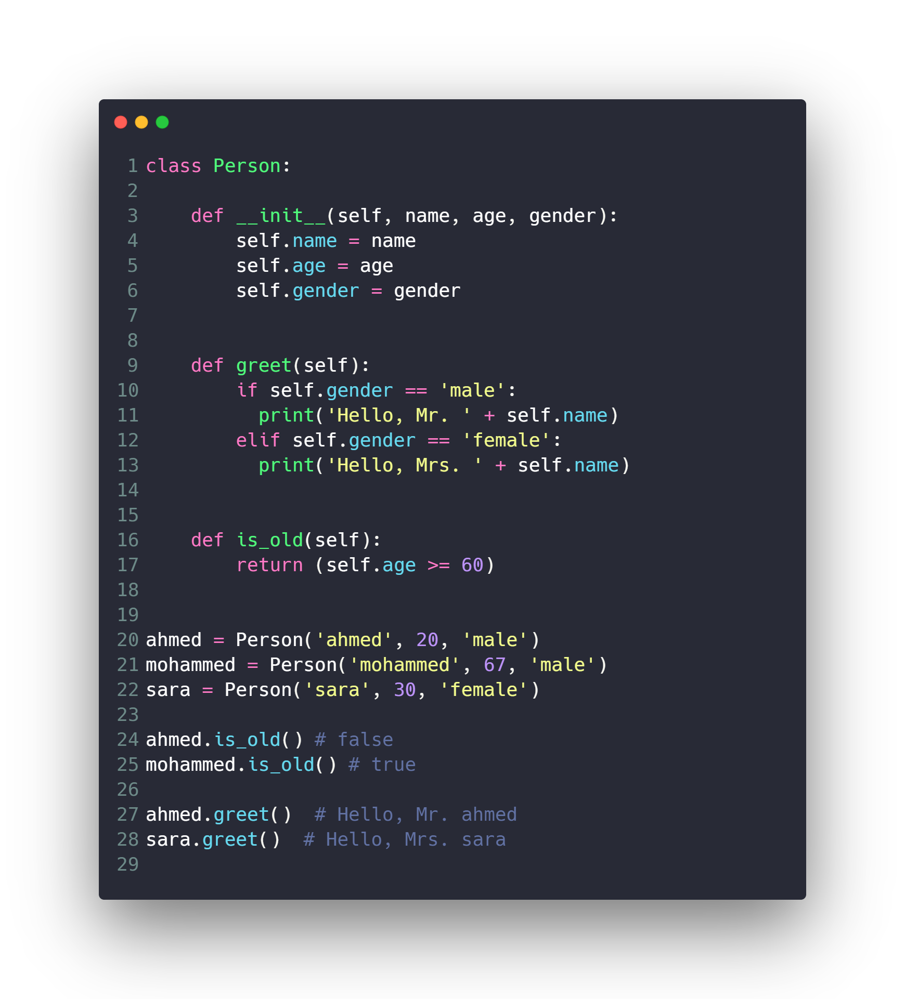 1 class Person:
2
3     def __init__(self, name, age, gender):
4         self.name = name
5         self.age = age
6         self.gender = gender
7
8
9     def greet(self):
10         if self.gender == 'male':
11           print('Hello, Mr. ' + self.name)
12         elif self.gender == 'female':
13           print('Hello, Mrs. ' + self.name)
14
15
16     def is_old(self):
17         return (self.age >= 60)
18
19
20 ahmed = Person('ahmed', 20, 'male')
21 mohammed = Person('mohammed', 67, 'male')
22 sara = Person('sara', 30, 'female')
23
24 ahmed.is_old() # false
25 mohammed.is_old() # true
26
27 ahmed.greet()  # Hello, Mr. ahmed
28 sara.greet()  # Hello, Mrs. sara
29